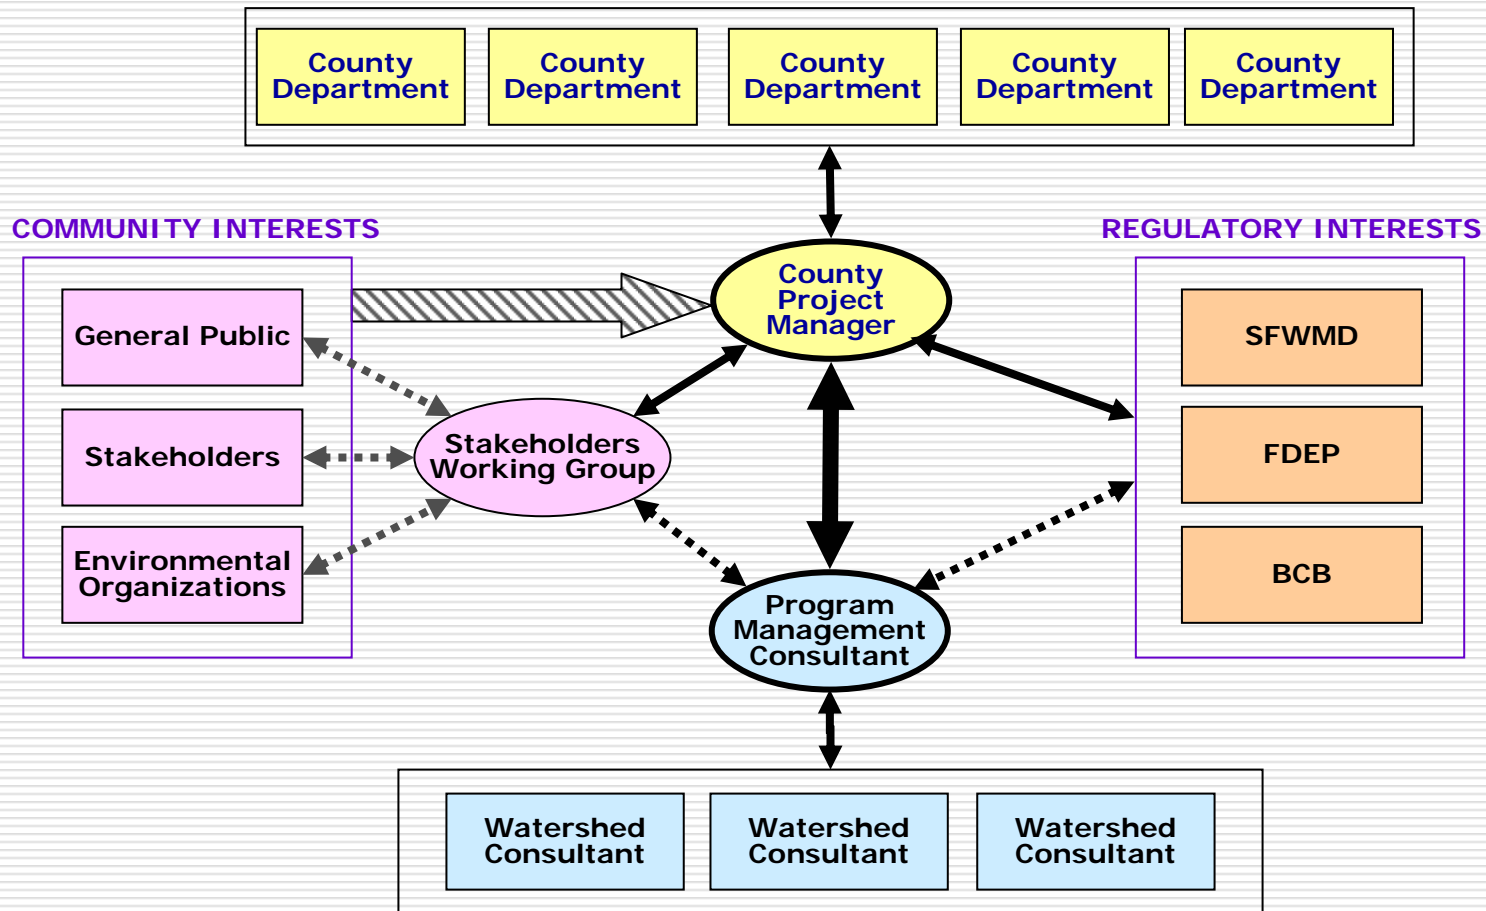 County
Department
County
Department
County
Department
County
Department
County
Department
COMMUNITY INTERESTS
REGULATORY INTERESTS
General Public
Stakeholders
Environmental
Organizations
County
Project
Manager
Stakeholders
Working Group
SFWMD
FDEP
BCB
Program
Management
Consultant
Watershed
Consultant
Watershed
Consultant
Watershed
Consultant